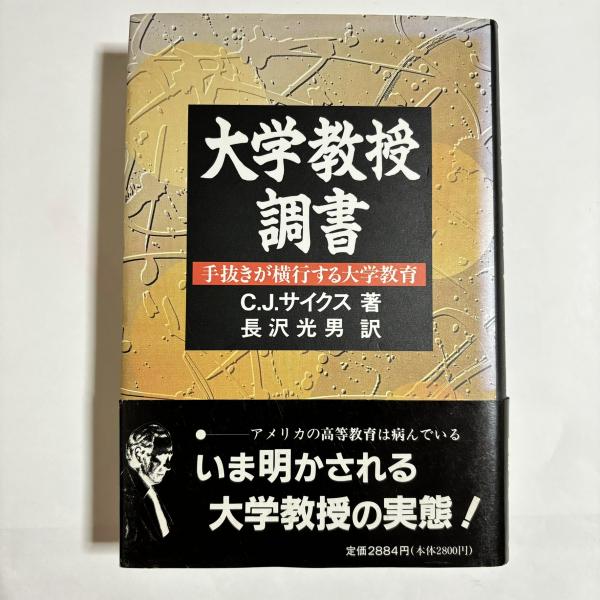 大学教授
調書
手抜きが横行する大学教育
C.J.サイクス 著
長沢光男 訳
●――アメリカの高等教育は病んでいる
いま明かされる
大学教授の実態!
定価2884円(本体2800円)